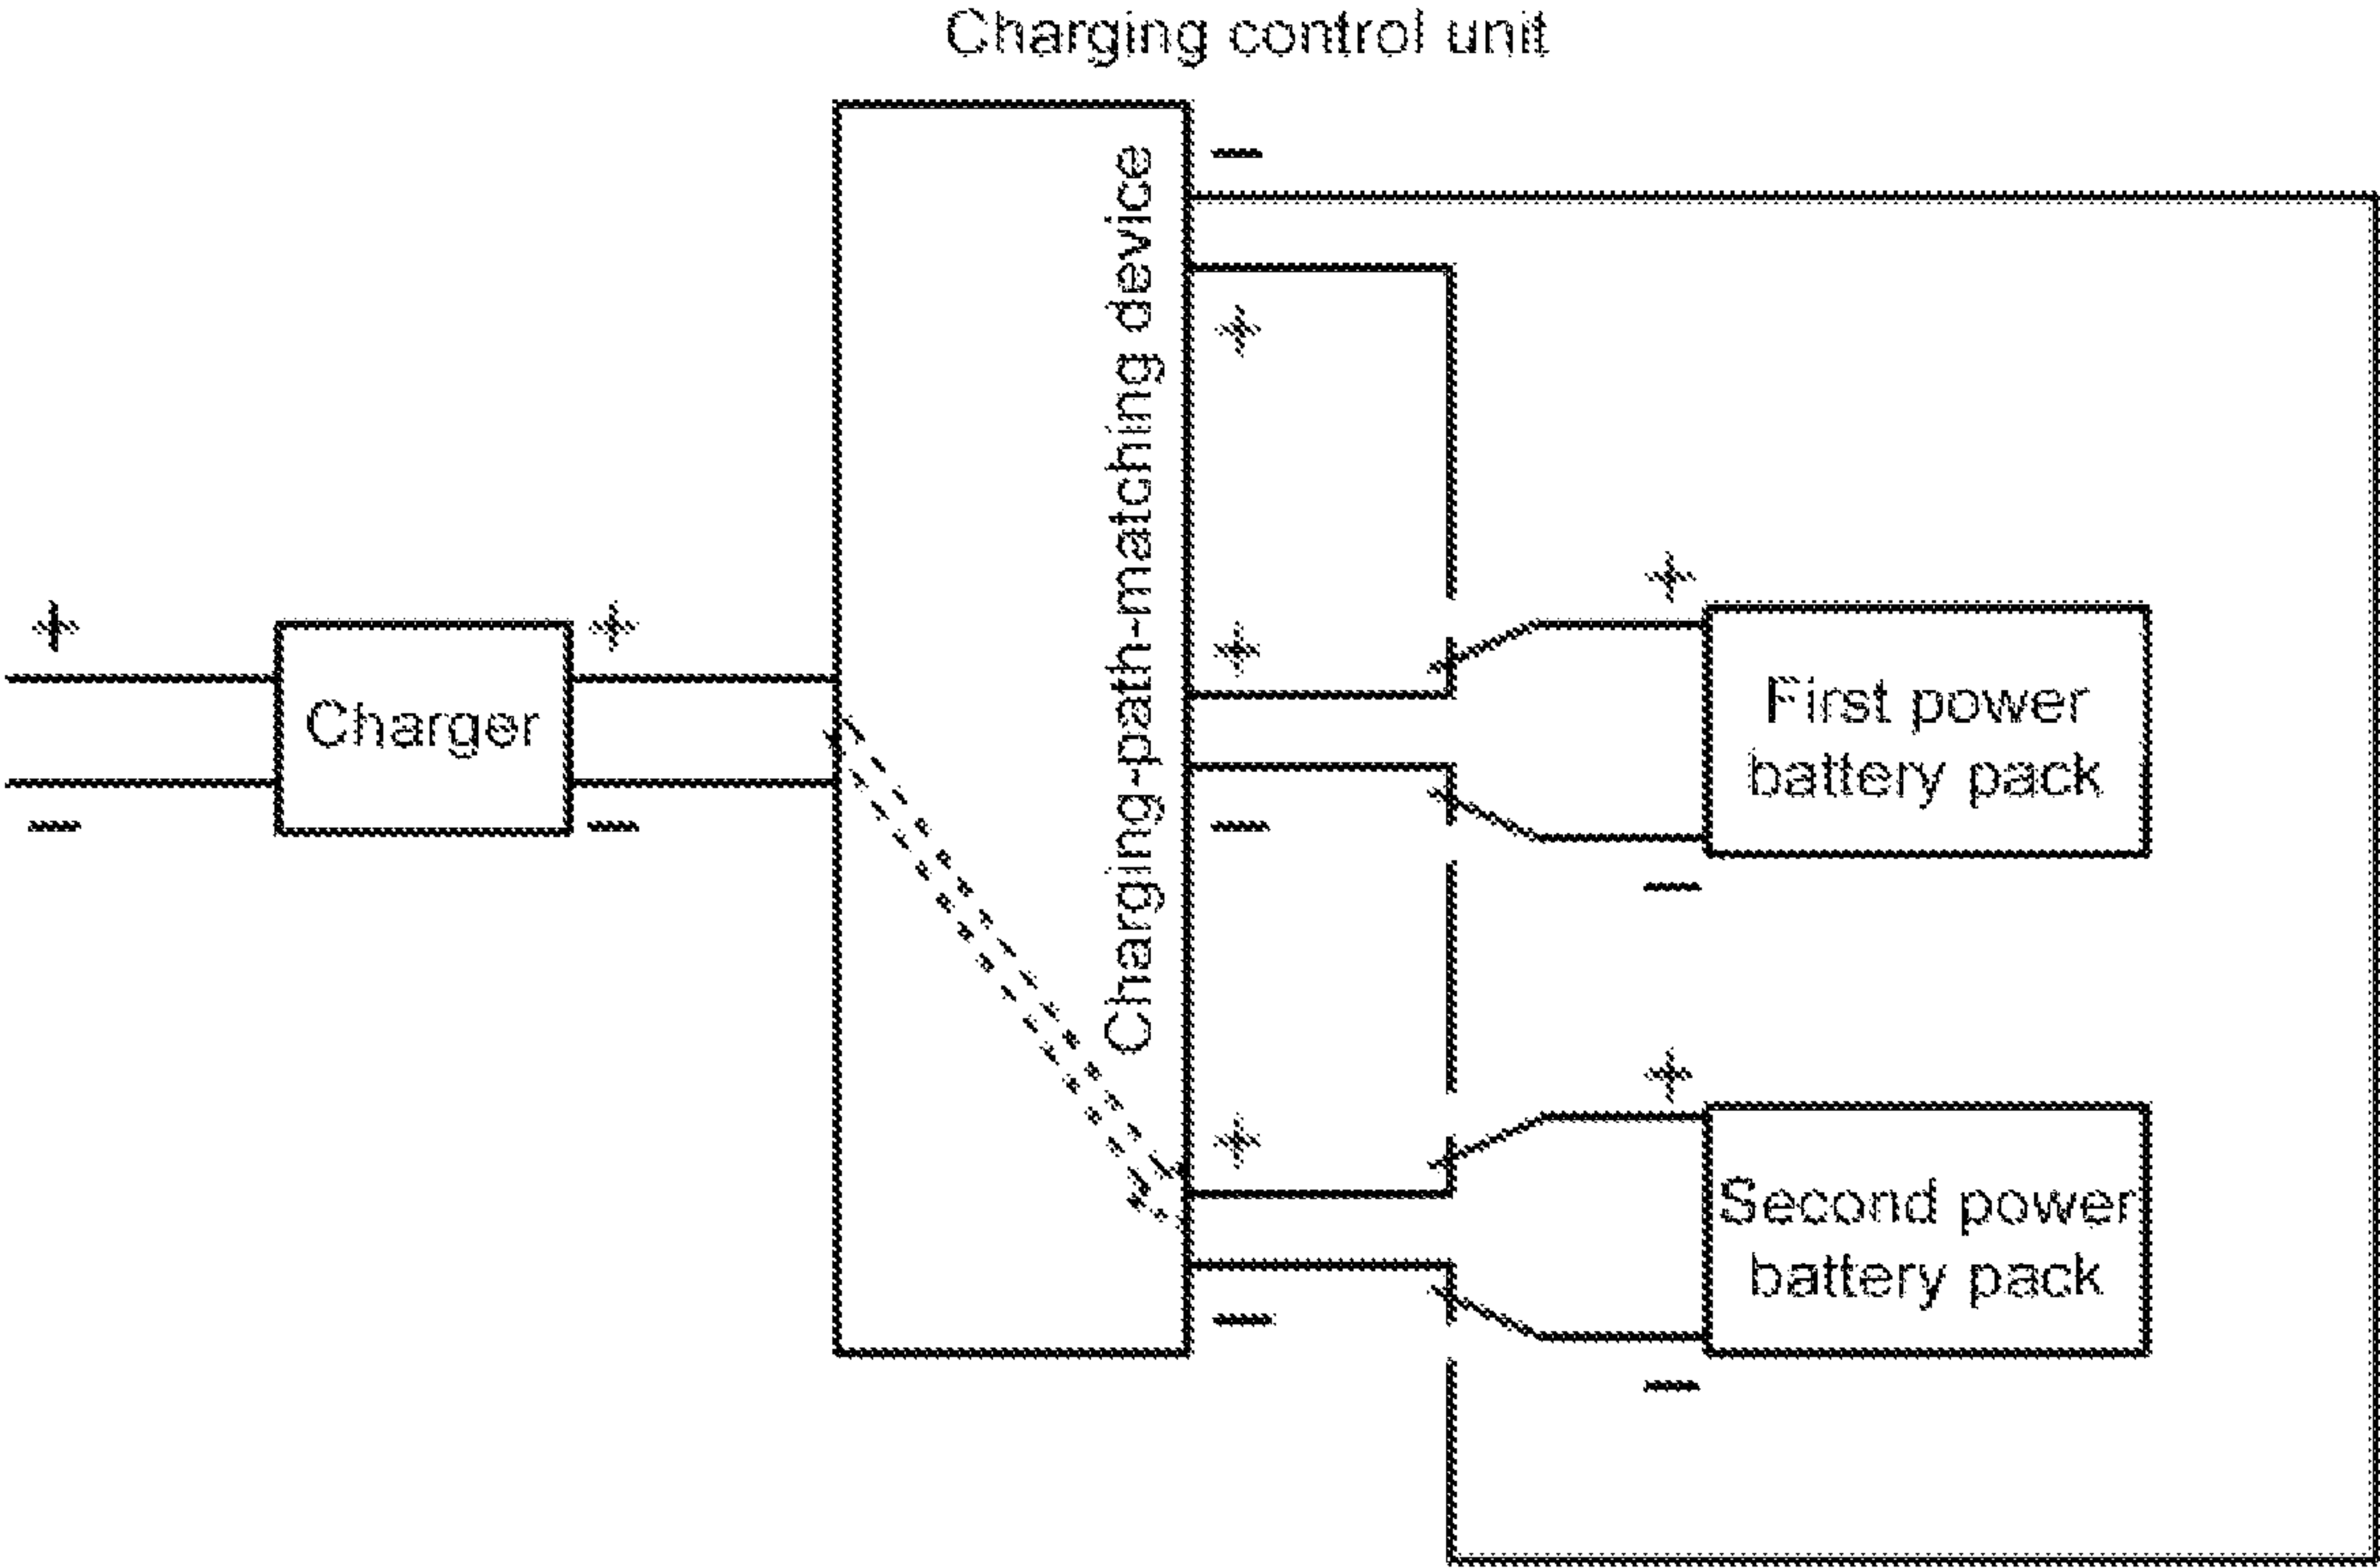 Charging control unit
Charging-path-matching device
−
+
+
+
+
Charger
−
−
+
−
+
First power
battery pack
−
+
−
+
Second power
battery pack
−